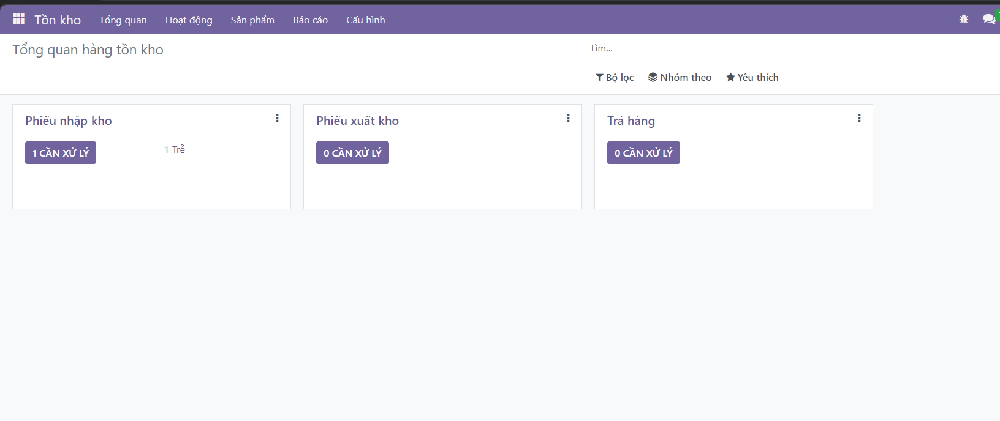 Tồn kho Tổng quan Hoạt động Sản phẩm Báo cáo Cấu hình
Tổng quan hàng tồn kho
Tìm...
Bộ lọc Nhóm theo Yêu thích
Phiếu nhập kho
1 CẦN XỬ LÝ
1 Trễ
Phiếu xuất kho
0 CẦN XỬ LÝ
Trả hàng
0 CẦN XỬ LÝ